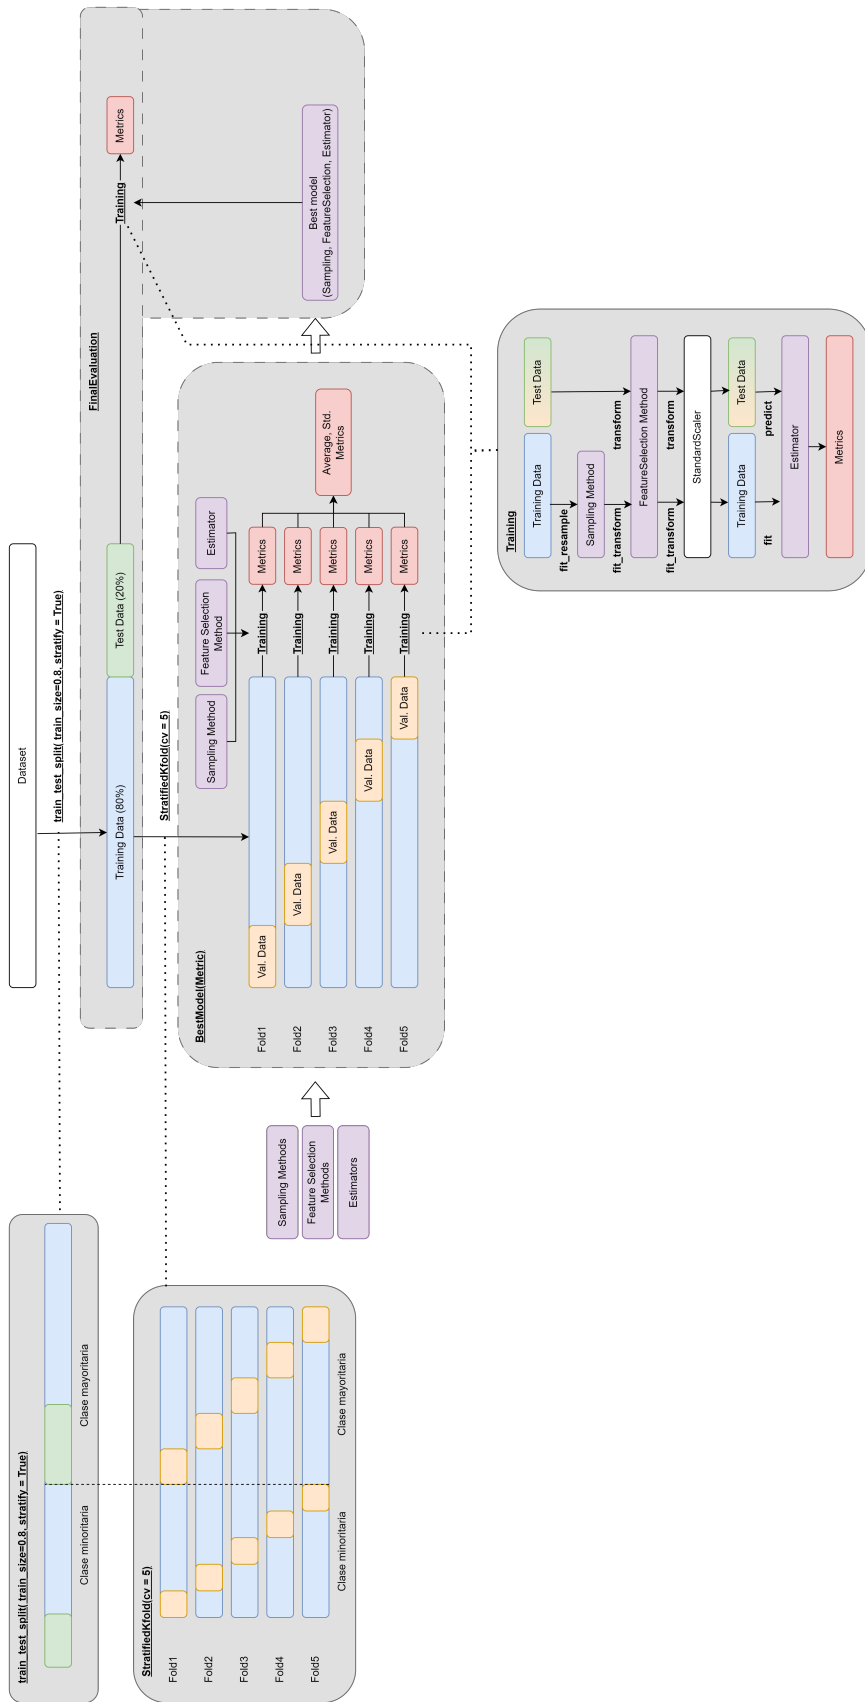 train_test_split( train_size=0.8, stratify = True)
Clase minoritaria
Clase mayoritaria
StratifiedKfold(cv = 5)
Fold1
Fold2
Fold3
Fold4
Fold5
Clase minoritaria
Clase mayoritaria
Sampling Methods
Feature Selection
Methods
Estimators
Dataset
train_test_split( train_size=0.8, stratify = True)
FinalEvaluation
Training Data (80%)
Test Data (20%)
Training
Metrics
StratifiedKfold(cv = 5)
BestModel(Metric)
Sampling Method
Feature Selection
Method
Estimator
Fold1
Val. Data
Training
Metrics
Fold2
Val. Data
Training
Metrics
Fold3
Val. Data
Training
Metrics
Fold4
Val. Data
Training
Metrics
Fold5
Val. Data
Training
Metrics
Average, Std.
Metrics
Best model
(Sampling, FeatureSelection, Estimator)
Training
Training Data
Test Data
fit_resample
Sampling Method
fit_transform
transform
FeatureSelection Method
fit_transform
transform
StandardScaler
Training Data
Test Data
fit
predict
Estimator
Metrics